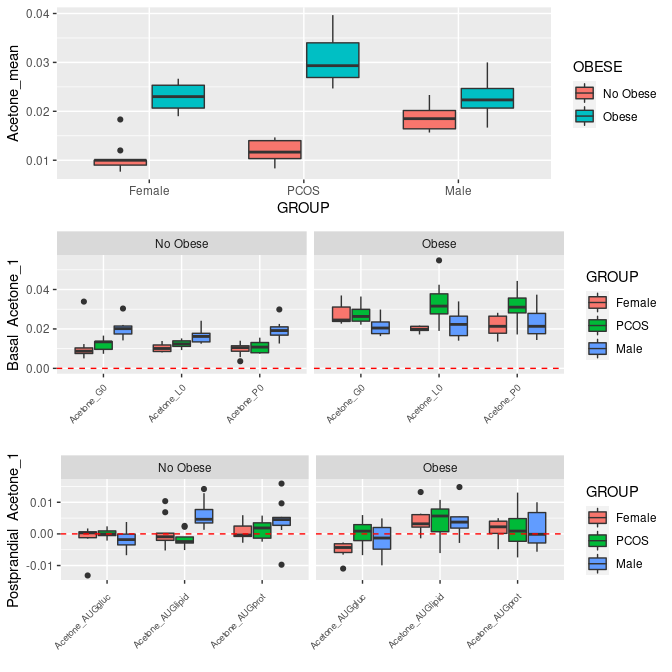 0.04
0.03
0.02
0.01
Acetone_mean
Female
PCOS
Male
GROUP
OBESE
No Obese
Obese
No Obese
Obese
0.04
0.02
0.00
Basal Acetone_1
Acetone_G0
Acetone_L0
Acetone_P0
Acetone_G0
Acetone_L0
Acetone_P0
GROUP
Female
PCOS
Male
No Obese
Obese
0.01
0.00
-0.01
Postprandial Acetone_1
Acetone_AUGgluc
Acetone_AUGlipid
Acetone_AUGprot
Acetone_AUGgluc
Acetone_AUGlipid
Acetone_AUGprot
GROUP
Female
PCOS
Male